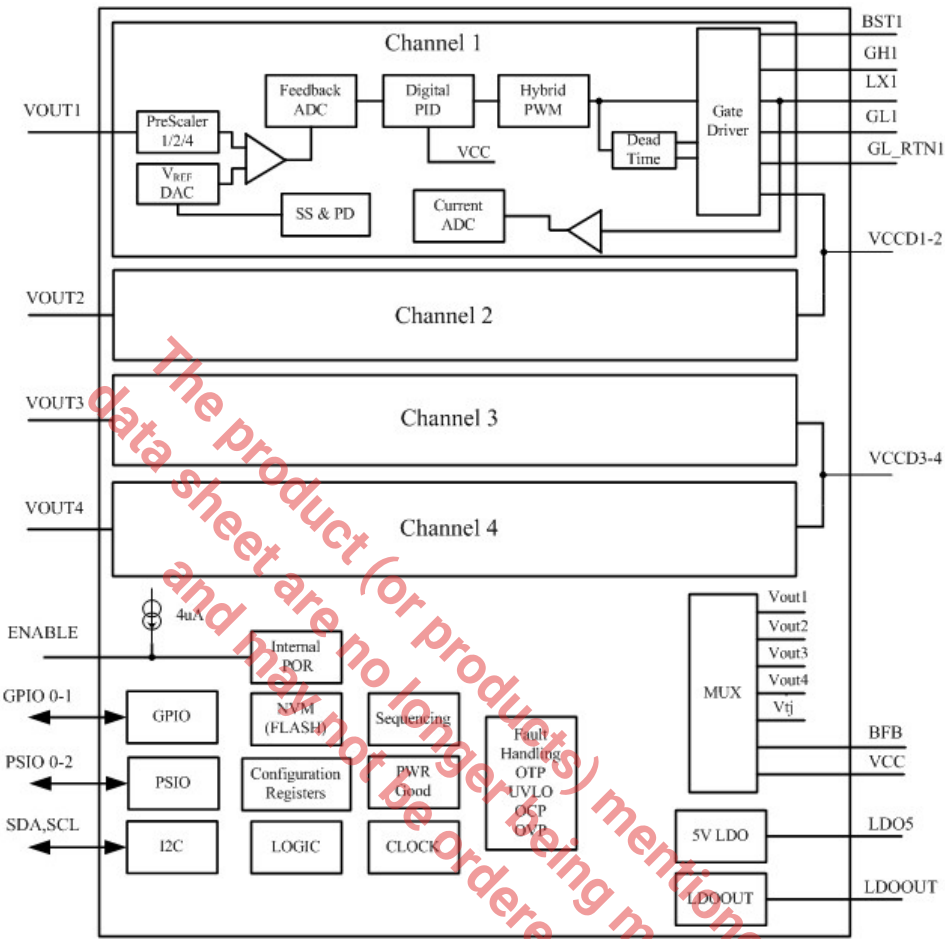 Channel 1
BST1
GH1
LX1
GL1
GL_RTN1
VOUT1
PreScaler
1/2/4
Feedback
ADC
Digital
PID
Hybrid
PWM
Gate
Driver
Dead
Time
VCC
VREF
DAC
SS & PD
Current
ADC
VCCD1-2
VOUT2
Channel 2
VOUT3
Channel 3
VCCD3-4
VOUT4
Channel 4
4uA
ENABLE
Internal
POR
GPIO 0-1
GPIO
NVM
(FLASH)
Sequencing
Fault
Handling
OTP
UVLO
OCP
OVP
PSIO 0-2
PSIO
Configuration
Registers
PWR
Good
SDA,SCL
I2C
LOGIC
CLOCK
MUX
Vout1
Vout2
Vout3
Vout4
Vtj
BFB
VCC
5V LDO
LDO5
LDOOUT
LDOOUT
The product (or products) mentione
data sheet are no longer being m
and may not be ordere